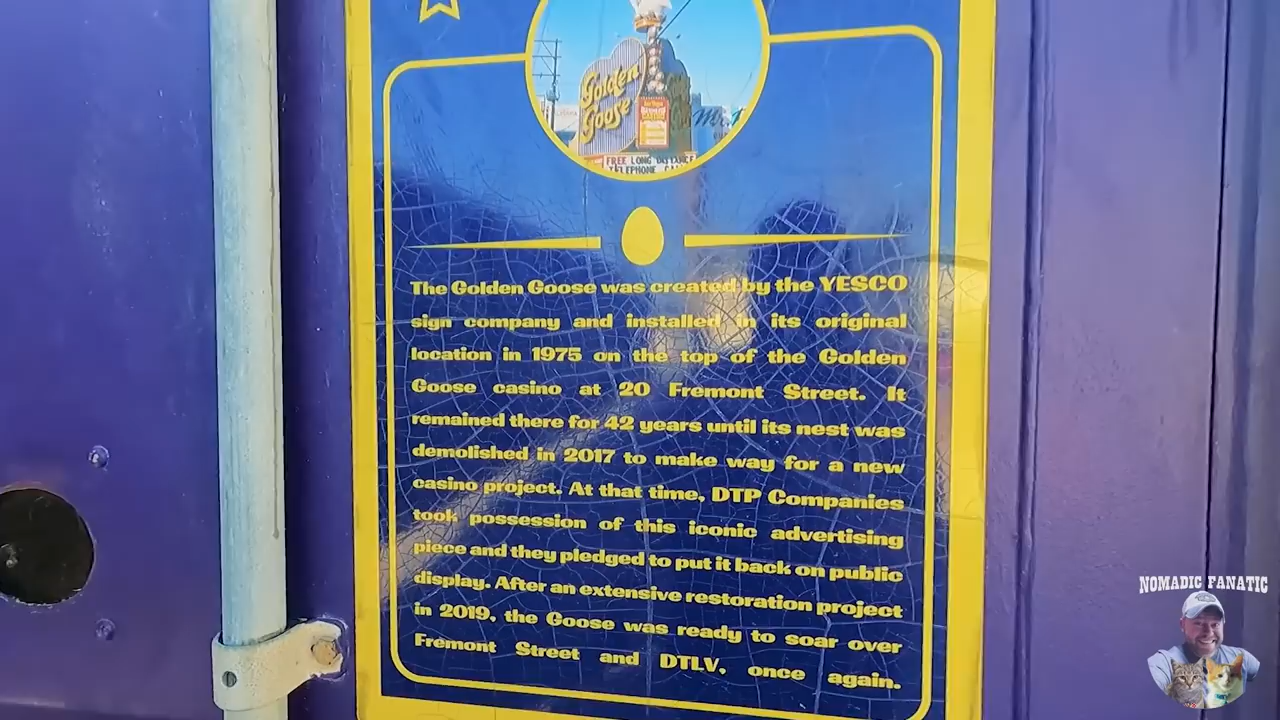 Golden
Goose
FREE LONG DISTANCE
TELEPHONE
The Golden Goose was created by the YESCO
sign company and installed in its original
location in 1975 on the top of the Golden
Goose casino at 20 Fremont Street. It
remained there for 42 years until its nest was
demolished in 2017 to make way for a new
casino project. At that time, DTP Companies
took possession of this iconic advertising
piece and they pledged to put it back on public
display. After an extensive restoration project
in 2019, the Goose was ready to soar over
Fremont Street and DTLV, once again.
NOMADIC FANATIC